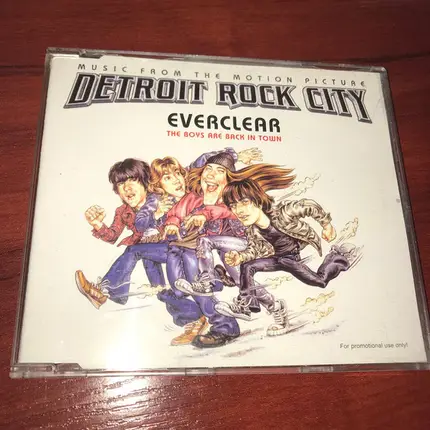 MUSIC FROM THE MOTION PICTURE
DETROIT ROCK CITY
EVERCLEAR
THE BOYS ARE BACK IN TOWN
For promotional use only!